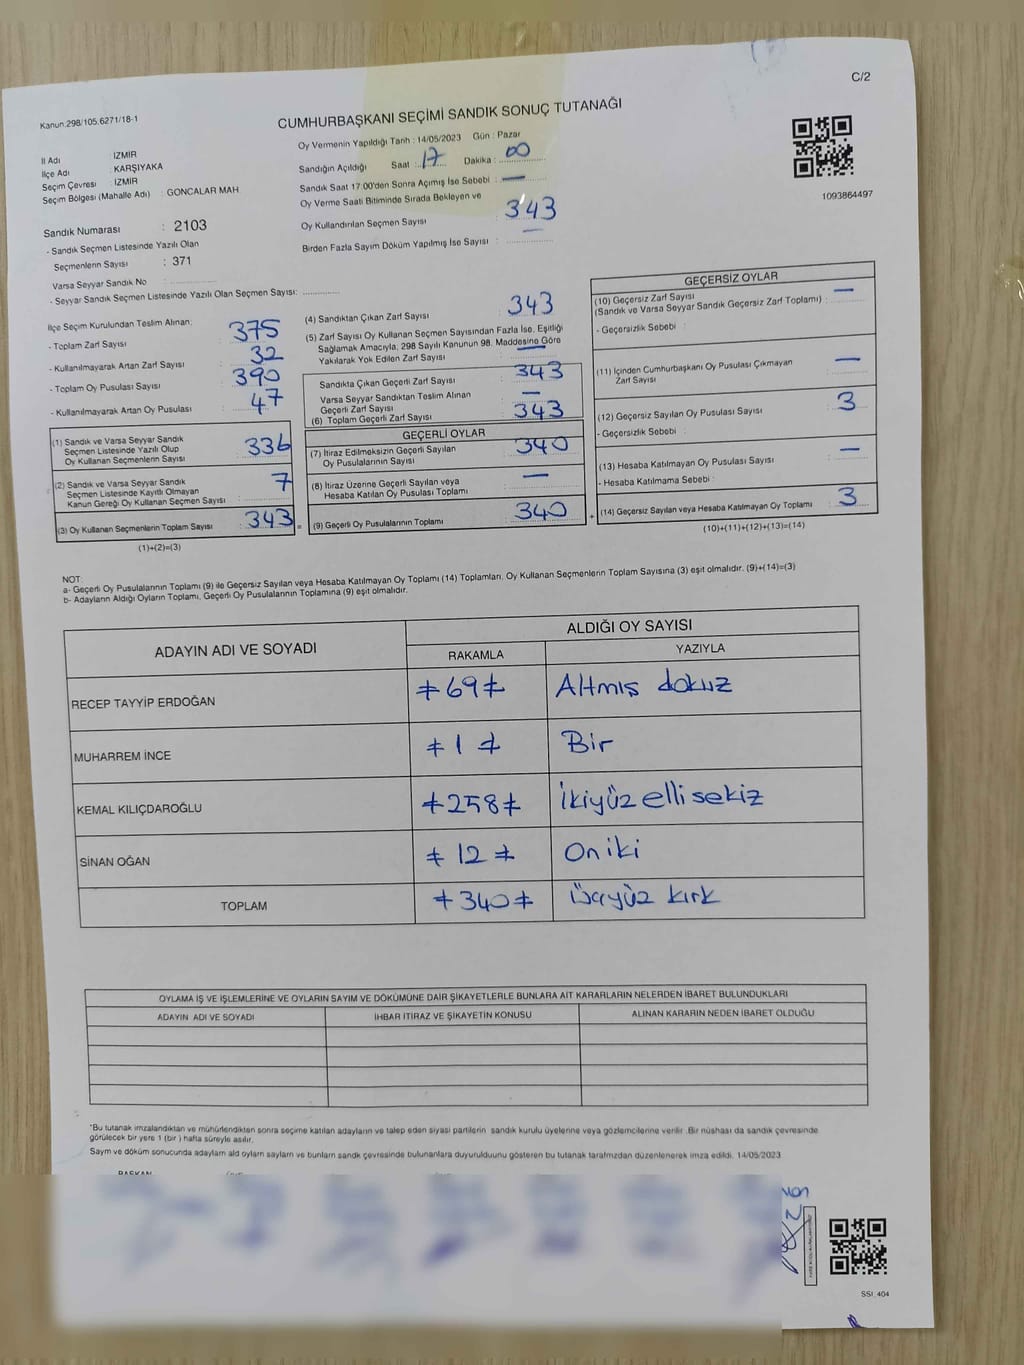 C/2
Kanun.298/105.6271/18-1
CUMHURBAŞKANI SEÇİMİ SANDIK SONUÇ TUTANAĞI
Oy Vermenin Yapıldığı Tarih : 14/05/2023 Gün : Pazar
İl Adı : İZMİR
İlçe Adı : KARŞIYAKA
Seçim Çevresi : İZMİR
Seçim Bölgesi (Mahalle Adı) : GONCALAR MAH
Sandığın Açıldığı Saat : 17 Dakika : 00
Sandık Saat 17:00'den Sonra Açılmış İse Sebebi : —
Oy Verme Saati Bitiminde Sırada Bekleyen ve
Oy Kullandırılan Seçmen Sayısı : 343
Birden Fazla Sayım Döküm Yapılmış İse Sayısı : —
1093864497
Sandık Numarası : 2103
- Sandık Seçmen Listesinde Yazılı Olan
Seçmenlerin Sayısı : 371
Varsa Seyyar Sandık No :
- Seyyar Sandık Seçmen Listesinde Yazılı Olan Seçmen Sayısı:
İlçe Seçim Kurulundan Teslim Alınan:
- Toplam Zarf Sayısı : 375
- Kullanılmayarak Artan Zarf Sayısı : 32
- Toplam Oy Pusulası Sayısı : 390
- Kullanılmayarak Artan Oy Pusulası : 47
(1) Sandık ve Varsa Seyyar Sandık
Seçmen Listesinde Yazılı Olup
Oy Kullanan Seçmenlerin Sayısı : 336
(2) Sandık ve Varsa Seyyar Sandık
Seçmen Listesinde Kayıtlı Olmayan
Kanun Gereği Oy Kullanan Seçmen Sayısı : 7
(3) Oy Kullanan Seçmenlerin Toplam Sayısı : 343 =
(1)+(2)=(3)
(4) Sandıktan Çıkan Zarf Sayısı : 343
(5) Zarf Sayısı Oy Kullanan Seçmen Sayısından Fazla İse, Eşitliği
Sağlamak Amacıyla, 298 Sayılı Kanunun 98. Maddesine Göre
Yakılarak Yok Edilen Zarf Sayısı : —
Sandıkta Çıkan Geçerli Zarf Sayısı : 343
Varsa Seyyar Sandıktan Teslim Alınan
Geçerli Zarf Sayısı : —
(6) Toplam Geçerli Zarf Sayısı : 343
GEÇERLİ OYLAR
(7) İtiraz Edilmeksizin Geçerli Sayılan
Oy Pusulalarının Sayısı : 340
(8) İtiraz Üzerine Geçerli Sayılan veya
Hesaba Katılan Oy Pusulası Toplamı : —
(9) Geçerli Oy Pusulalarının Toplamı : 340 +
GEÇERSİZ OYLAR
(10) Geçersiz Zarf Sayısı
(Sandık ve Varsa Seyyar Sandık Geçersiz Zarf Toplamı) : —
- Geçersizlik Sebebi :
(11) İçinden Cumhurbaşkanı Oy Pusulası Çıkmayan
Zarf Sayısı : —
(12) Geçersiz Sayılan Oy Pusulası Sayısı : 3
- Geçersizlik Sebebi :
(13) Hesaba Katılmayan Oy Pusulası Sayısı : —
- Hesaba Katılmama Sebebi :
(14) Geçersiz Sayılan veya Hesaba Katılmayan Oy Toplamı : 3
(10)+(11)+(12)+(13)=(14)
NOT:
a- Geçerli Oy Pusulalarının Toplamı (9) ile Geçersiz Sayılan veya Hesaba Katılmayan Oy Toplamı (14) Toplamları, Oy Kullanan Seçmenlerin Toplam Sayısına (3) eşit olmalıdır. (9)+(14)=(3)
b- Adayların Aldığı Oyların Toplamı, Geçerli Oy Pusulalarının Toplamına (9) eşit olmalıdır.
ADAYIN ADI VE SOYADI
ALDIĞI OY SAYISI
RAKAMLA YAZIYLA
RECEP TAYYİP ERDOĞAN ≠69≠ Altmış dokuz
MUHARREM İNCE ≠1≠ Bir
KEMAL KILIÇDAROĞLU ≠258≠ İkiyüz elli sekiz
SİNAN OĞAN ≠12≠ On iki
TOPLAM ≠340≠ Üçyüz kırk
OYLAMA İŞ VE İŞLEMLERİNE VE OYLARIN SAYIM VE DÖKÜMÜNE DAİR ŞİKAYETLERLE BUNLARA AİT KARARLARIN NELERDEN İBARET BULUNDUKLARI
ADAYIN ADI VE SOYADI İHBAR İTİRAZ VE ŞİKAYETİN KONUSU ALINAN KARARIN NEDEN İBARET OLDUĞU
*Bu tutanak imzalandıktan ve mühürlendikten sonra seçime katılan adayların ve talep eden siyasi partilerin sandık kurulu üyelerine veya gözlemcilerine verilir. Bir nüshası da sandık çevresinde
görülecek bir yere 1 (bir ) hafta süreyle asılır.
Sayım ve döküm sonucunda adayların aldı oyların sayıları ve bunların sandk çevresinde bulunanlara duyurulduunu gösteren bu tutanak tarafmzdan düzenlenerek imza edildi. 14/05/2023
BAŞKAN
SSI_404